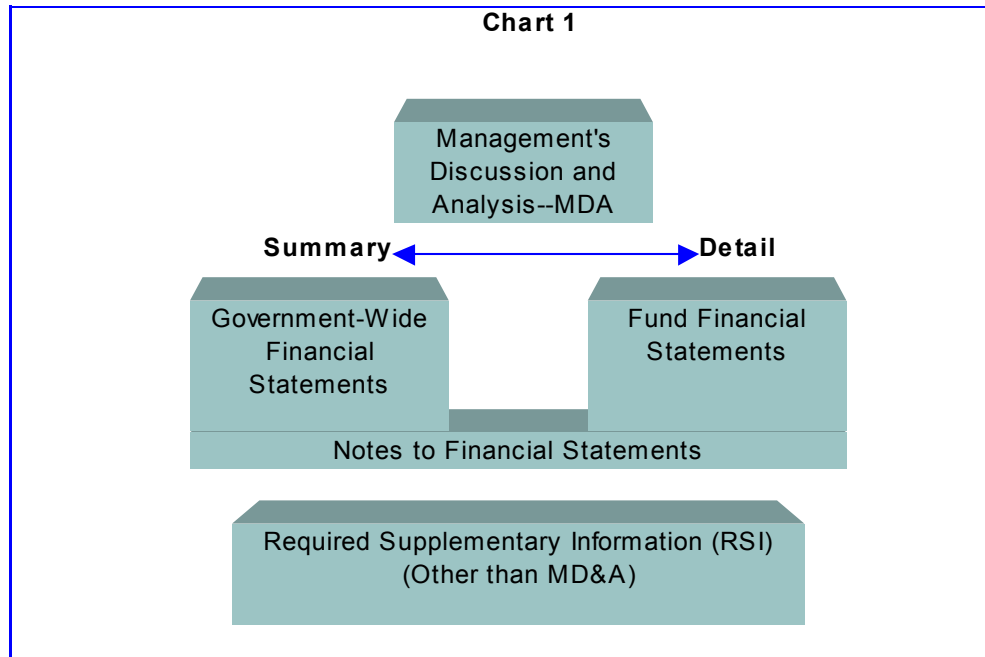 Chart 1
Management's
Discussion and
Analysis--MDA
Summary Detail
Government-Wide
Financial
Statements
Fund Financial
Statements
Notes to Financial Statements
Required Supplementary Information (RSI)
(Other than MD&A)